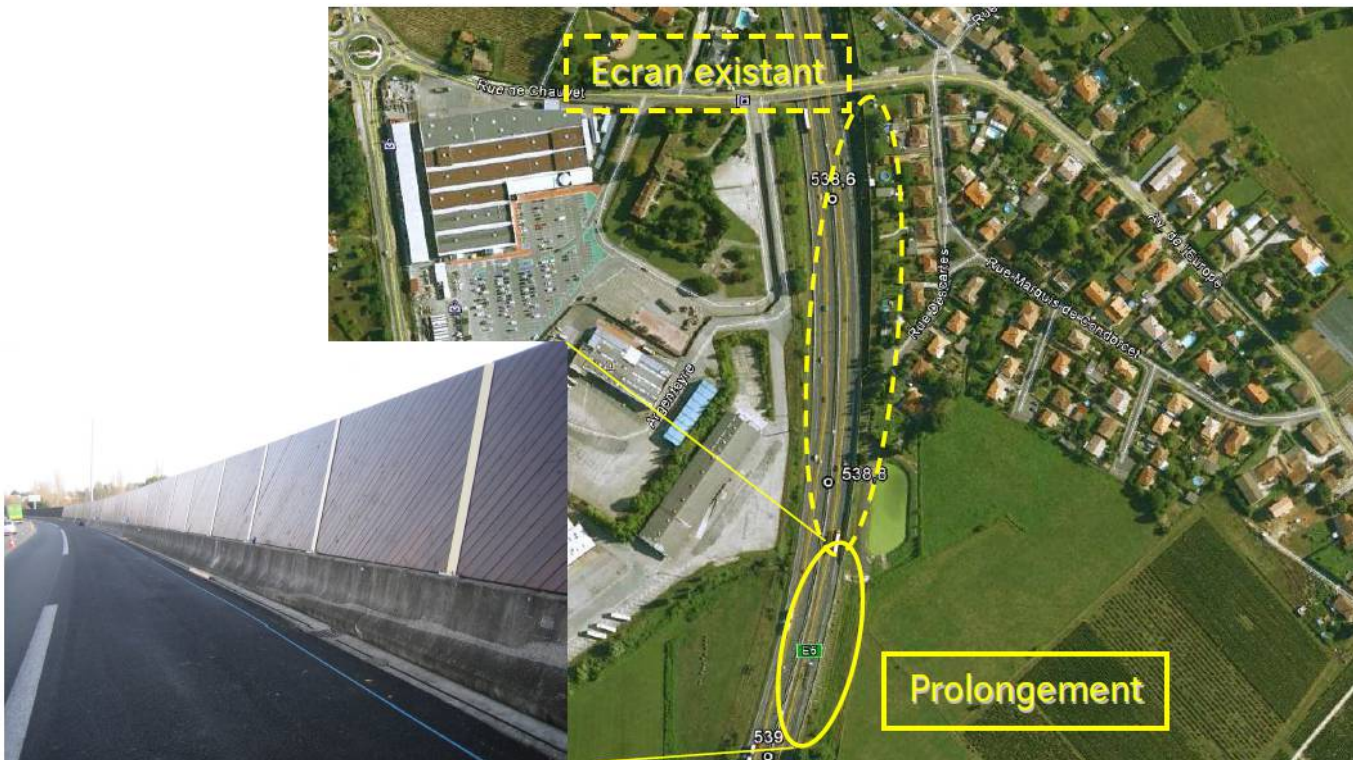 Ecran existant
Rue de Chauvet
538,6
Av. de l'Europe
Rue Descartes
Rue Marquis de Condorcet
Argenteyre
538,8
E5
Prolongement
539